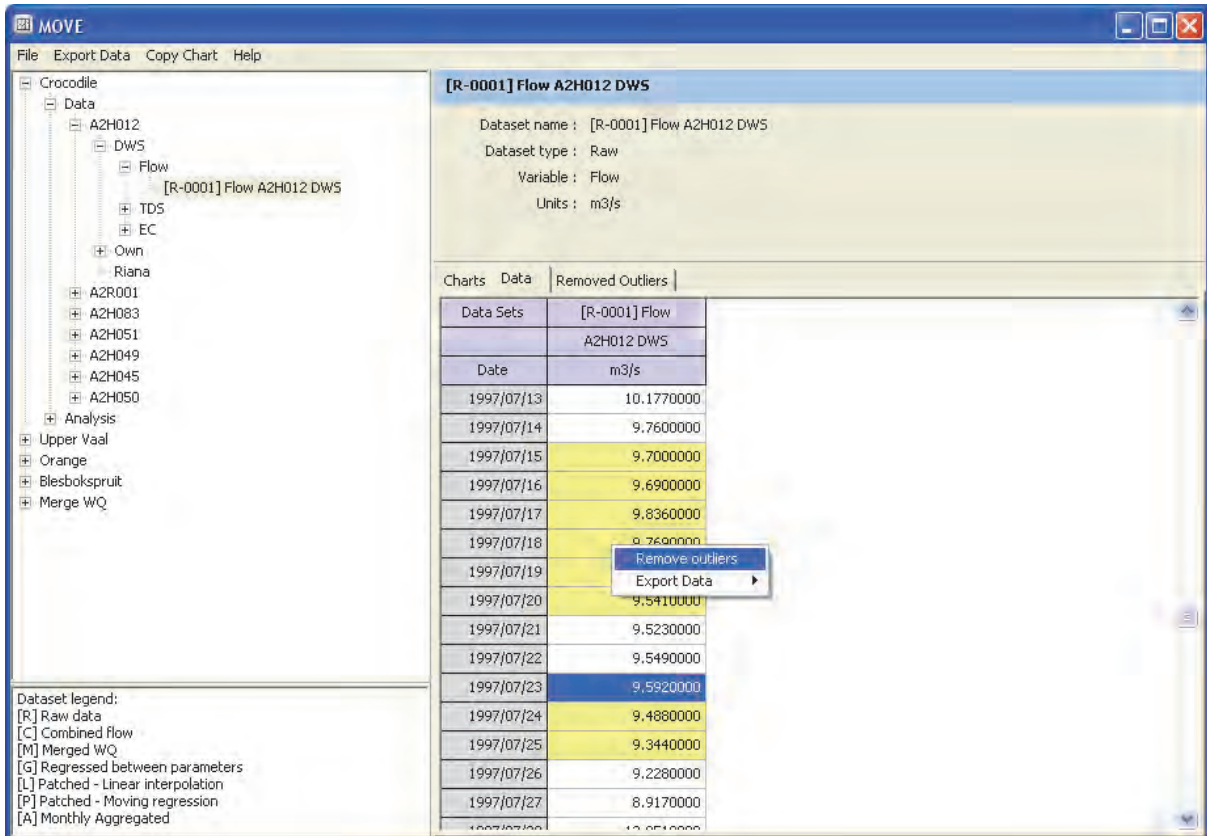 MOVE
File Export Data Copy Chart Help
Crocodile
Data
A2H012
DWS
Flow
[R-0001] Flow A2H012 DWS
TDS
EC
Own
Riana
A2R001
A2H083
A2H051
A2H049
A2H045
A2H050
Analysis
Upper Vaal
Orange
Blesbokspruit
Merge WQ
Dataset legend:
[R] Raw data
[C] Combined flow
[M] Merged WQ
[G] Regressed between parameters
[L] Patched - Linear interpolation
[P] Patched - Moving regression
[A] Monthly Aggregated
[R-0001] Flow A2H012 DWS
Dataset name : [R-0001] Flow A2H012 DWS
Dataset type : Raw
Variable : Flow
Units : m3/s
Charts Data Removed Outliers
Data Sets [R-0001] Flow
A2H012 DWS
Date m3/s
1997/07/13 10.1770000
1997/07/14 9.7600000
1997/07/15 9.7000000
1997/07/16 9.6900000
1997/07/17 9.8360000
1997/07/18 9.7690000
Remove outliers
1997/07/19
Export Data
1997/07/20 9.5410000
1997/07/21 9.5230000
1997/07/22 9.5490000
1997/07/23 9.5920000
1997/07/24 9.4880000
1997/07/25 9.3440000
1997/07/26 9.2280000
1997/07/27 8.9170000